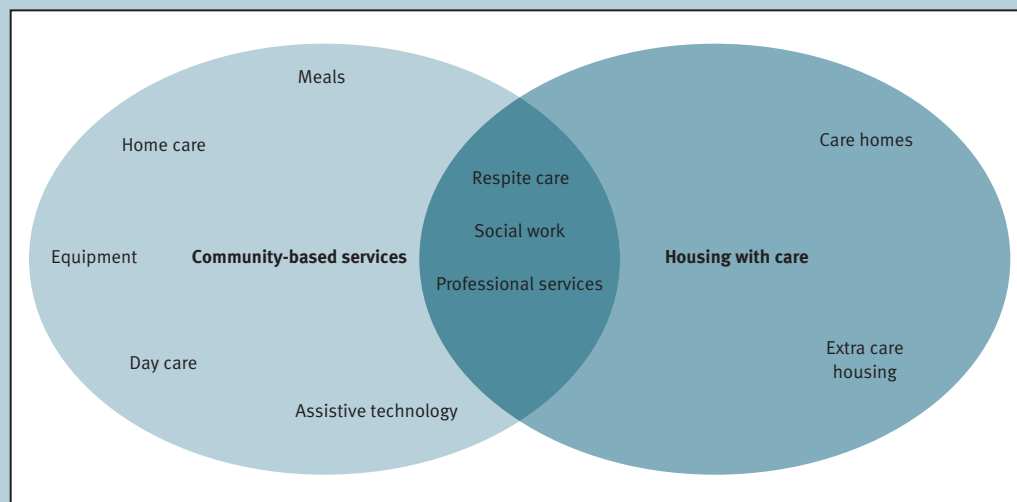 Meals
Home care
Equipment
Community-based services
Day care
Assistive technology
Respite care
Social work
Professional services
Care homes
Housing with care
Extra care
housing